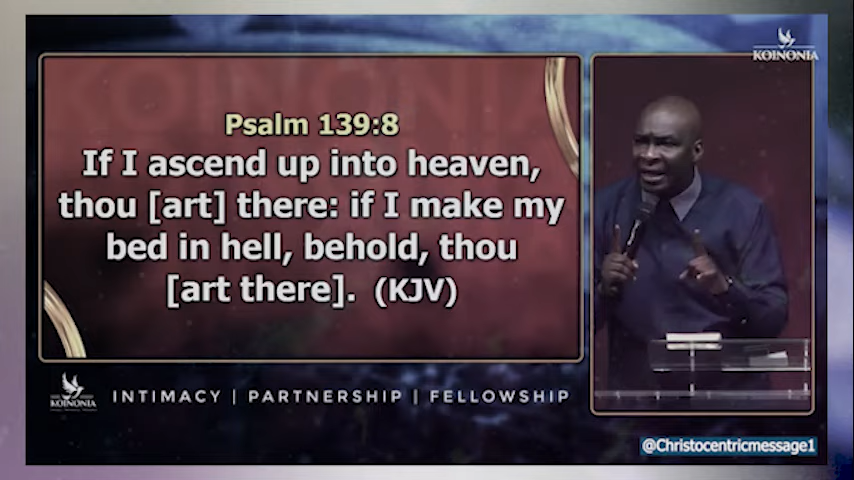 KOINONIA
Psalm 139:8
If I ascend up into heaven,
thou [art] there: if I make my
bed in hell, behold, thou
[art there]. (KJV)
KOINONIA
INTIMACY | PARTNERSHIP | FELLOWSHIP
@Christocentricmessage1